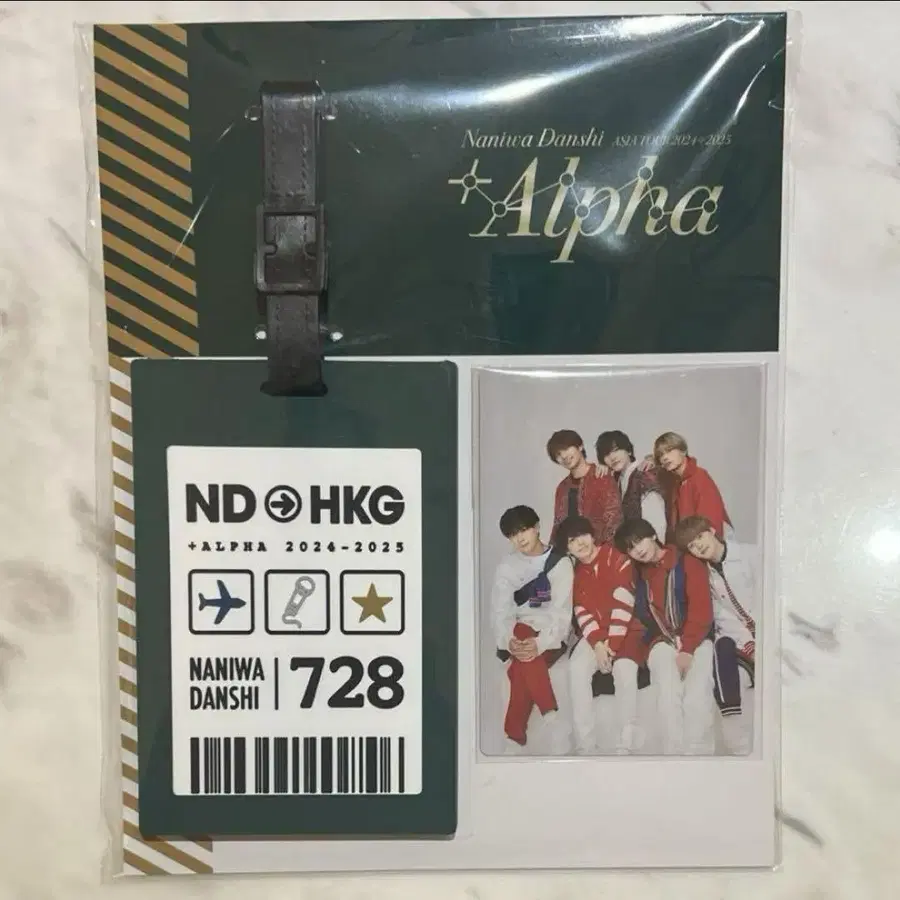 Naniwa Danshi ASIA TOUR 2024-2025
+Alpha
ND HKG
+ALPHA 2024-2025
NANIWA
DANSHI
728